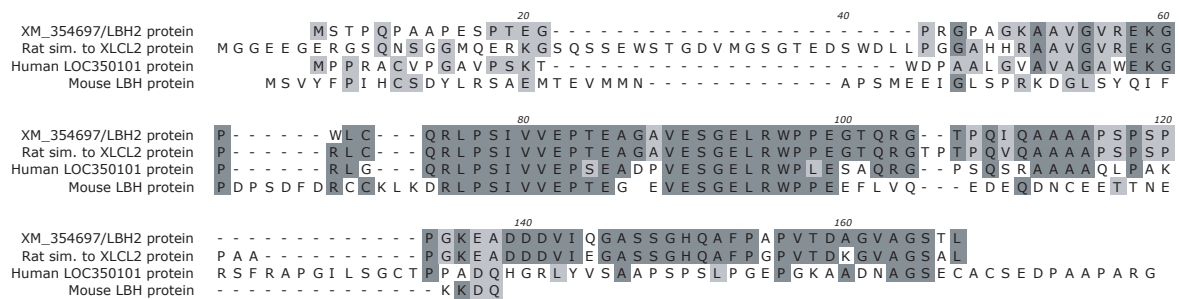 20 40 60
XM_354697/LBH2 protein M S T P Q P A A P E S P T E G - - - - - - - - - - - - - - - - - - - - - - - P R G P A G K A A V G V R E K G
Rat sim. to XLCL2 protein M G G E E G E R G S Q N S G G M Q E R K G S Q S S E W S T G D V M G S G T E D S W D L L P G G A H H R A A V G V R E K G
Human LOC350101 protein M P P R A C V P G A V P S K T - - - - - - - - - - - - - - - - - - - - - - W D P A A L G V A V A G A W E K G
Mouse LBH protein M S V Y F P I H C S D Y L R S A E M T E V M M N - - - - - - - - - - - - A P S M E E I G L S P R K D G L S Y Q I F
80 100 120
XM_354697/LBH2 protein P - - - - - - W L C - - - Q R L P S I V V E P T E A G A V E S G E L R W P P E G T Q R G - - T P Q I Q A A A A P S P S P
Rat sim. to XLCL2 protein P - - - - - - R L C - - - Q R L P S I V V E P T E A G A V E S G E L R W P P E G T Q R G T P T P Q V Q A A A A P S P S P
Human LOC350101 protein P - - - - - - R L G - - - Q R L P S I V V E P S E A D P V E S G E L R W P L E S A Q R G - - P S Q S R A A A A Q L P A K
Mouse LBH protein P D P S D F D R C C K L K D R L P S I V V E P T E G E V E S G E L R W P P E E F L V Q - - - E D E Q D N C E E T T N E
140 160
XM_354697/LBH2 protein - - - - - - - - - - - - - P G K E A D D D V I Q G A S S G H Q A F P A P V T D A G V A G S T L
Rat sim. to XLCL2 protein P A A - - - - - - - - - - P G K E A D D D V I E G A S S G H Q A F P G P V T D K G V A G S A L
Human LOC350101 protein R S F R A P G I L S G C T P P A D Q H G R L Y V S A A P S P S L P G E P G K A A D N A G S E C A C S E D P A A P A R G
Mouse LBH protein - - - - - - - - - - - - - - K K D Q